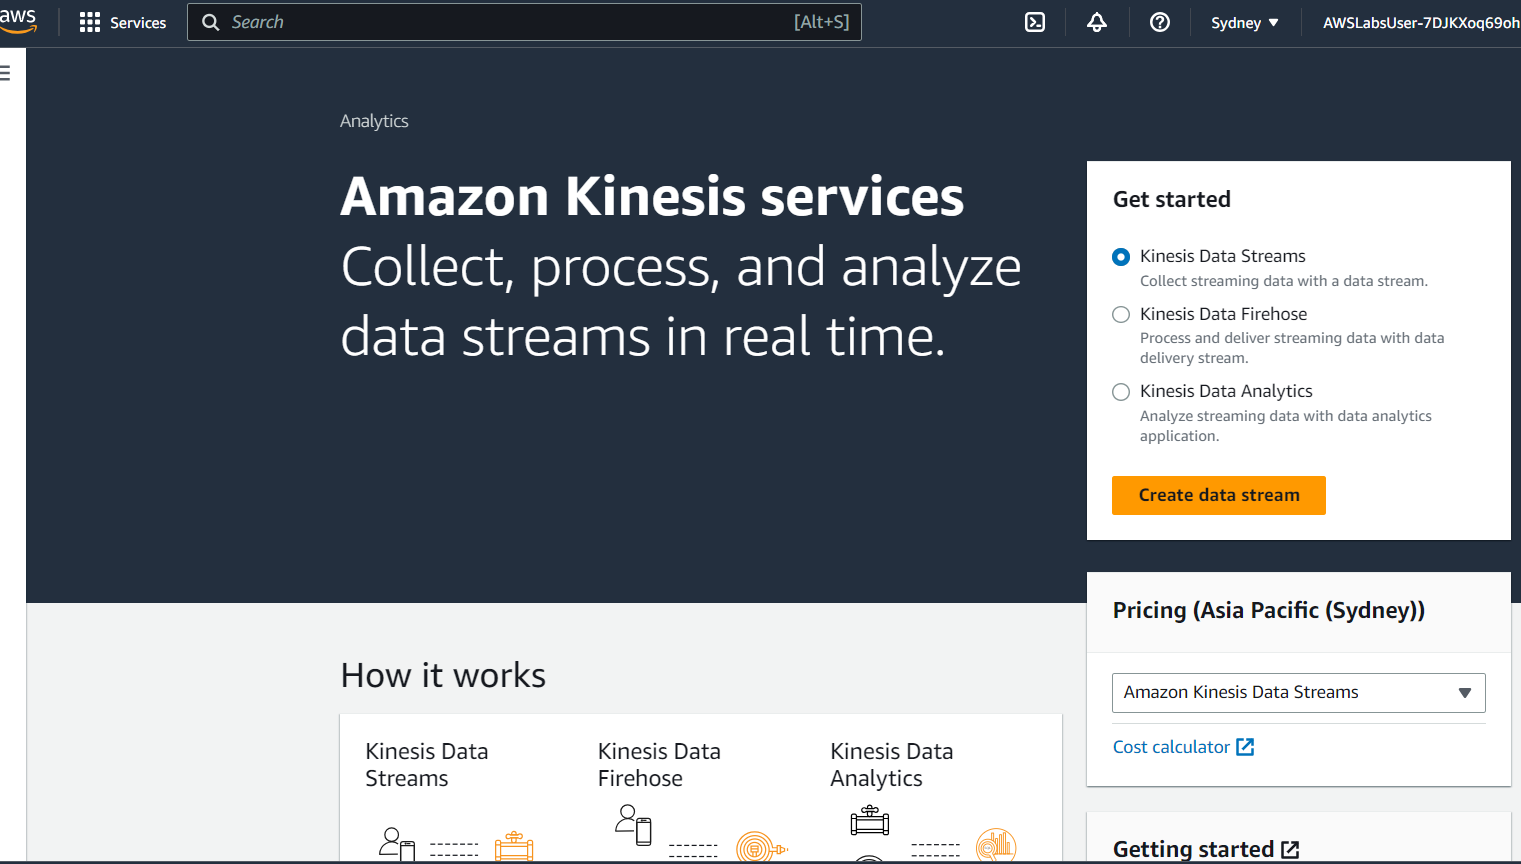 aws
Services
Search
[Alt+S]
Sydney
AWSLabsUser-7DJKXoq69oh
Analytics
Amazon Kinesis services
Collect, process, and analyze
data streams in real time.
Get started
Kinesis Data Streams
Collect streaming data with a data stream.
Kinesis Data Firehose
Process and deliver streaming data with data
delivery stream.
Kinesis Data Analytics
Analyze streaming data with data analytics
application.
Create data stream
Pricing (Asia Pacific (Sydney))
Amazon Kinesis Data Streams
Cost calculator
How it works
Kinesis Data
Streams
Kinesis Data
Firehose
Kinesis Data
Analytics
Getting started